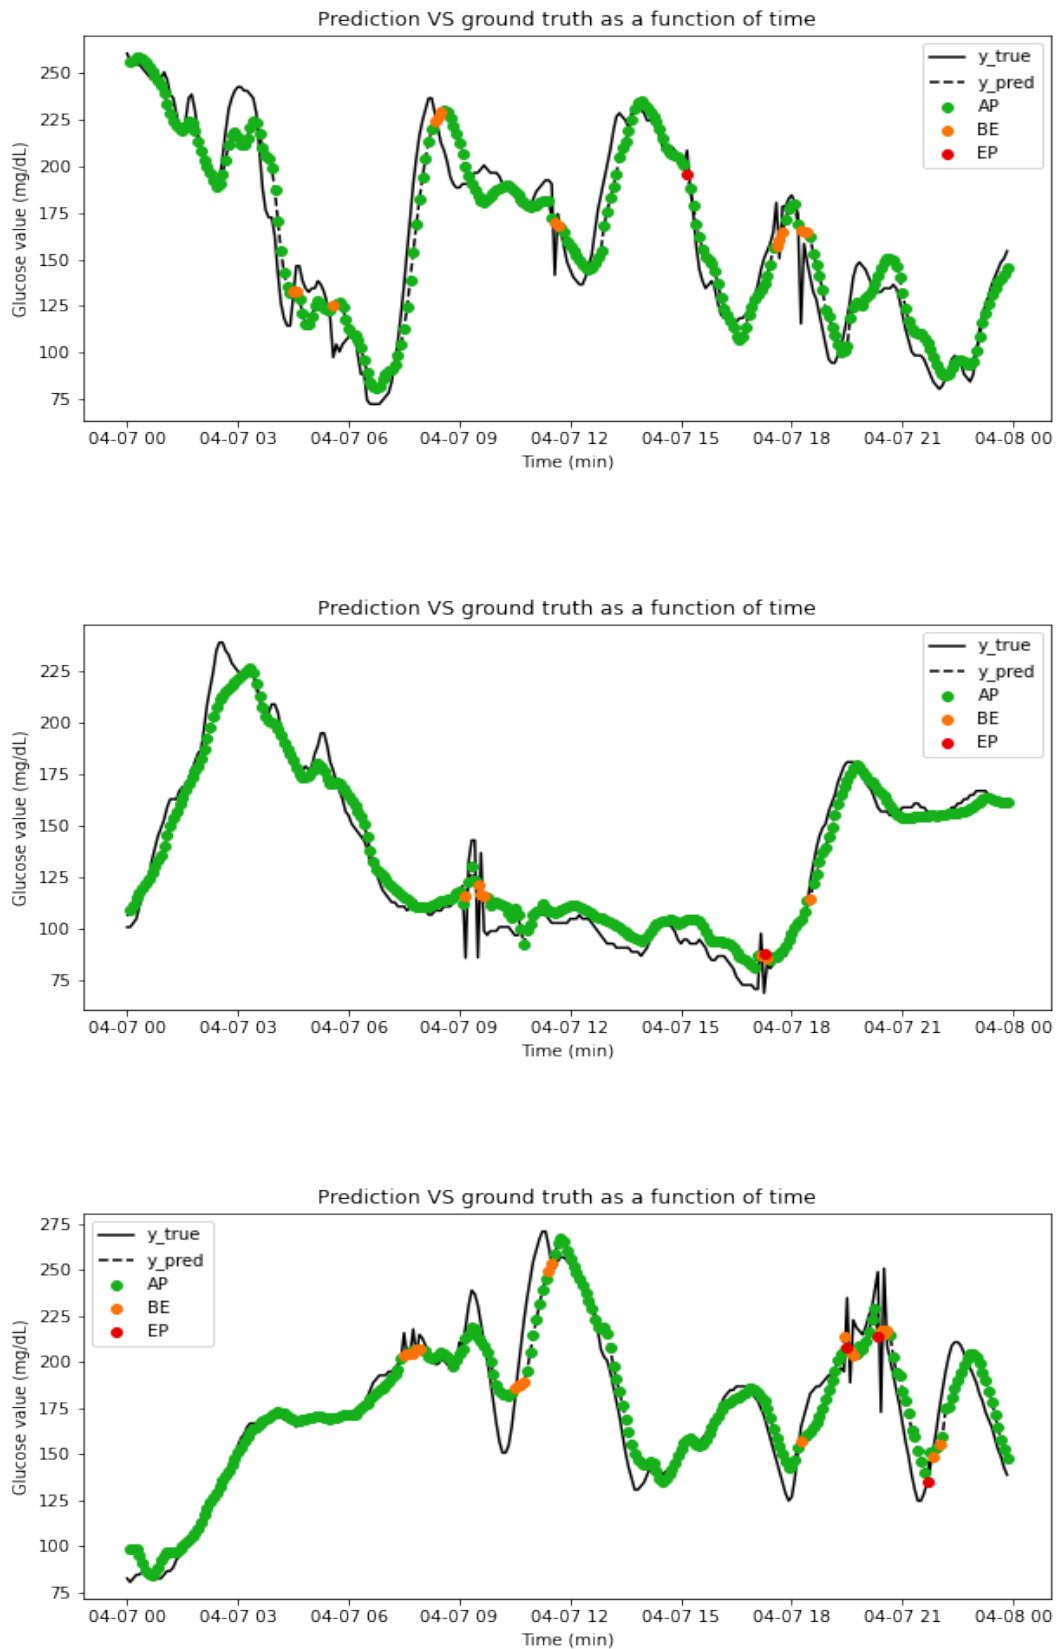 Prediction VS ground truth as a function of time
Glucose value (mg/dL)
250
225
200
175
150
125
100
75
y_true
y_pred
AP
BE
EP
04-07 00 04-07 03 04-07 06 04-07 09 04-07 12 04-07 15 04-07 18 04-07 21 04-08 00
Time (min)
Prediction VS ground truth as a function of time
Glucose value (mg/dL)
225
200
175
150
125
100
75
y_true
y_pred
AP
BE
EP
04-07 00 04-07 03 04-07 06 04-07 09 04-07 12 04-07 15 04-07 18 04-07 21 04-08 00
Time (min)
Prediction VS ground truth as a function of time
Glucose value (mg/dL)
275
250
225
200
175
150
125
100
75
y_true
y_pred
AP
BE
EP
04-07 00 04-07 03 04-07 06 04-07 09 04-07 12 04-07 15 04-07 18 04-07 21 04-08 00
Time (min)